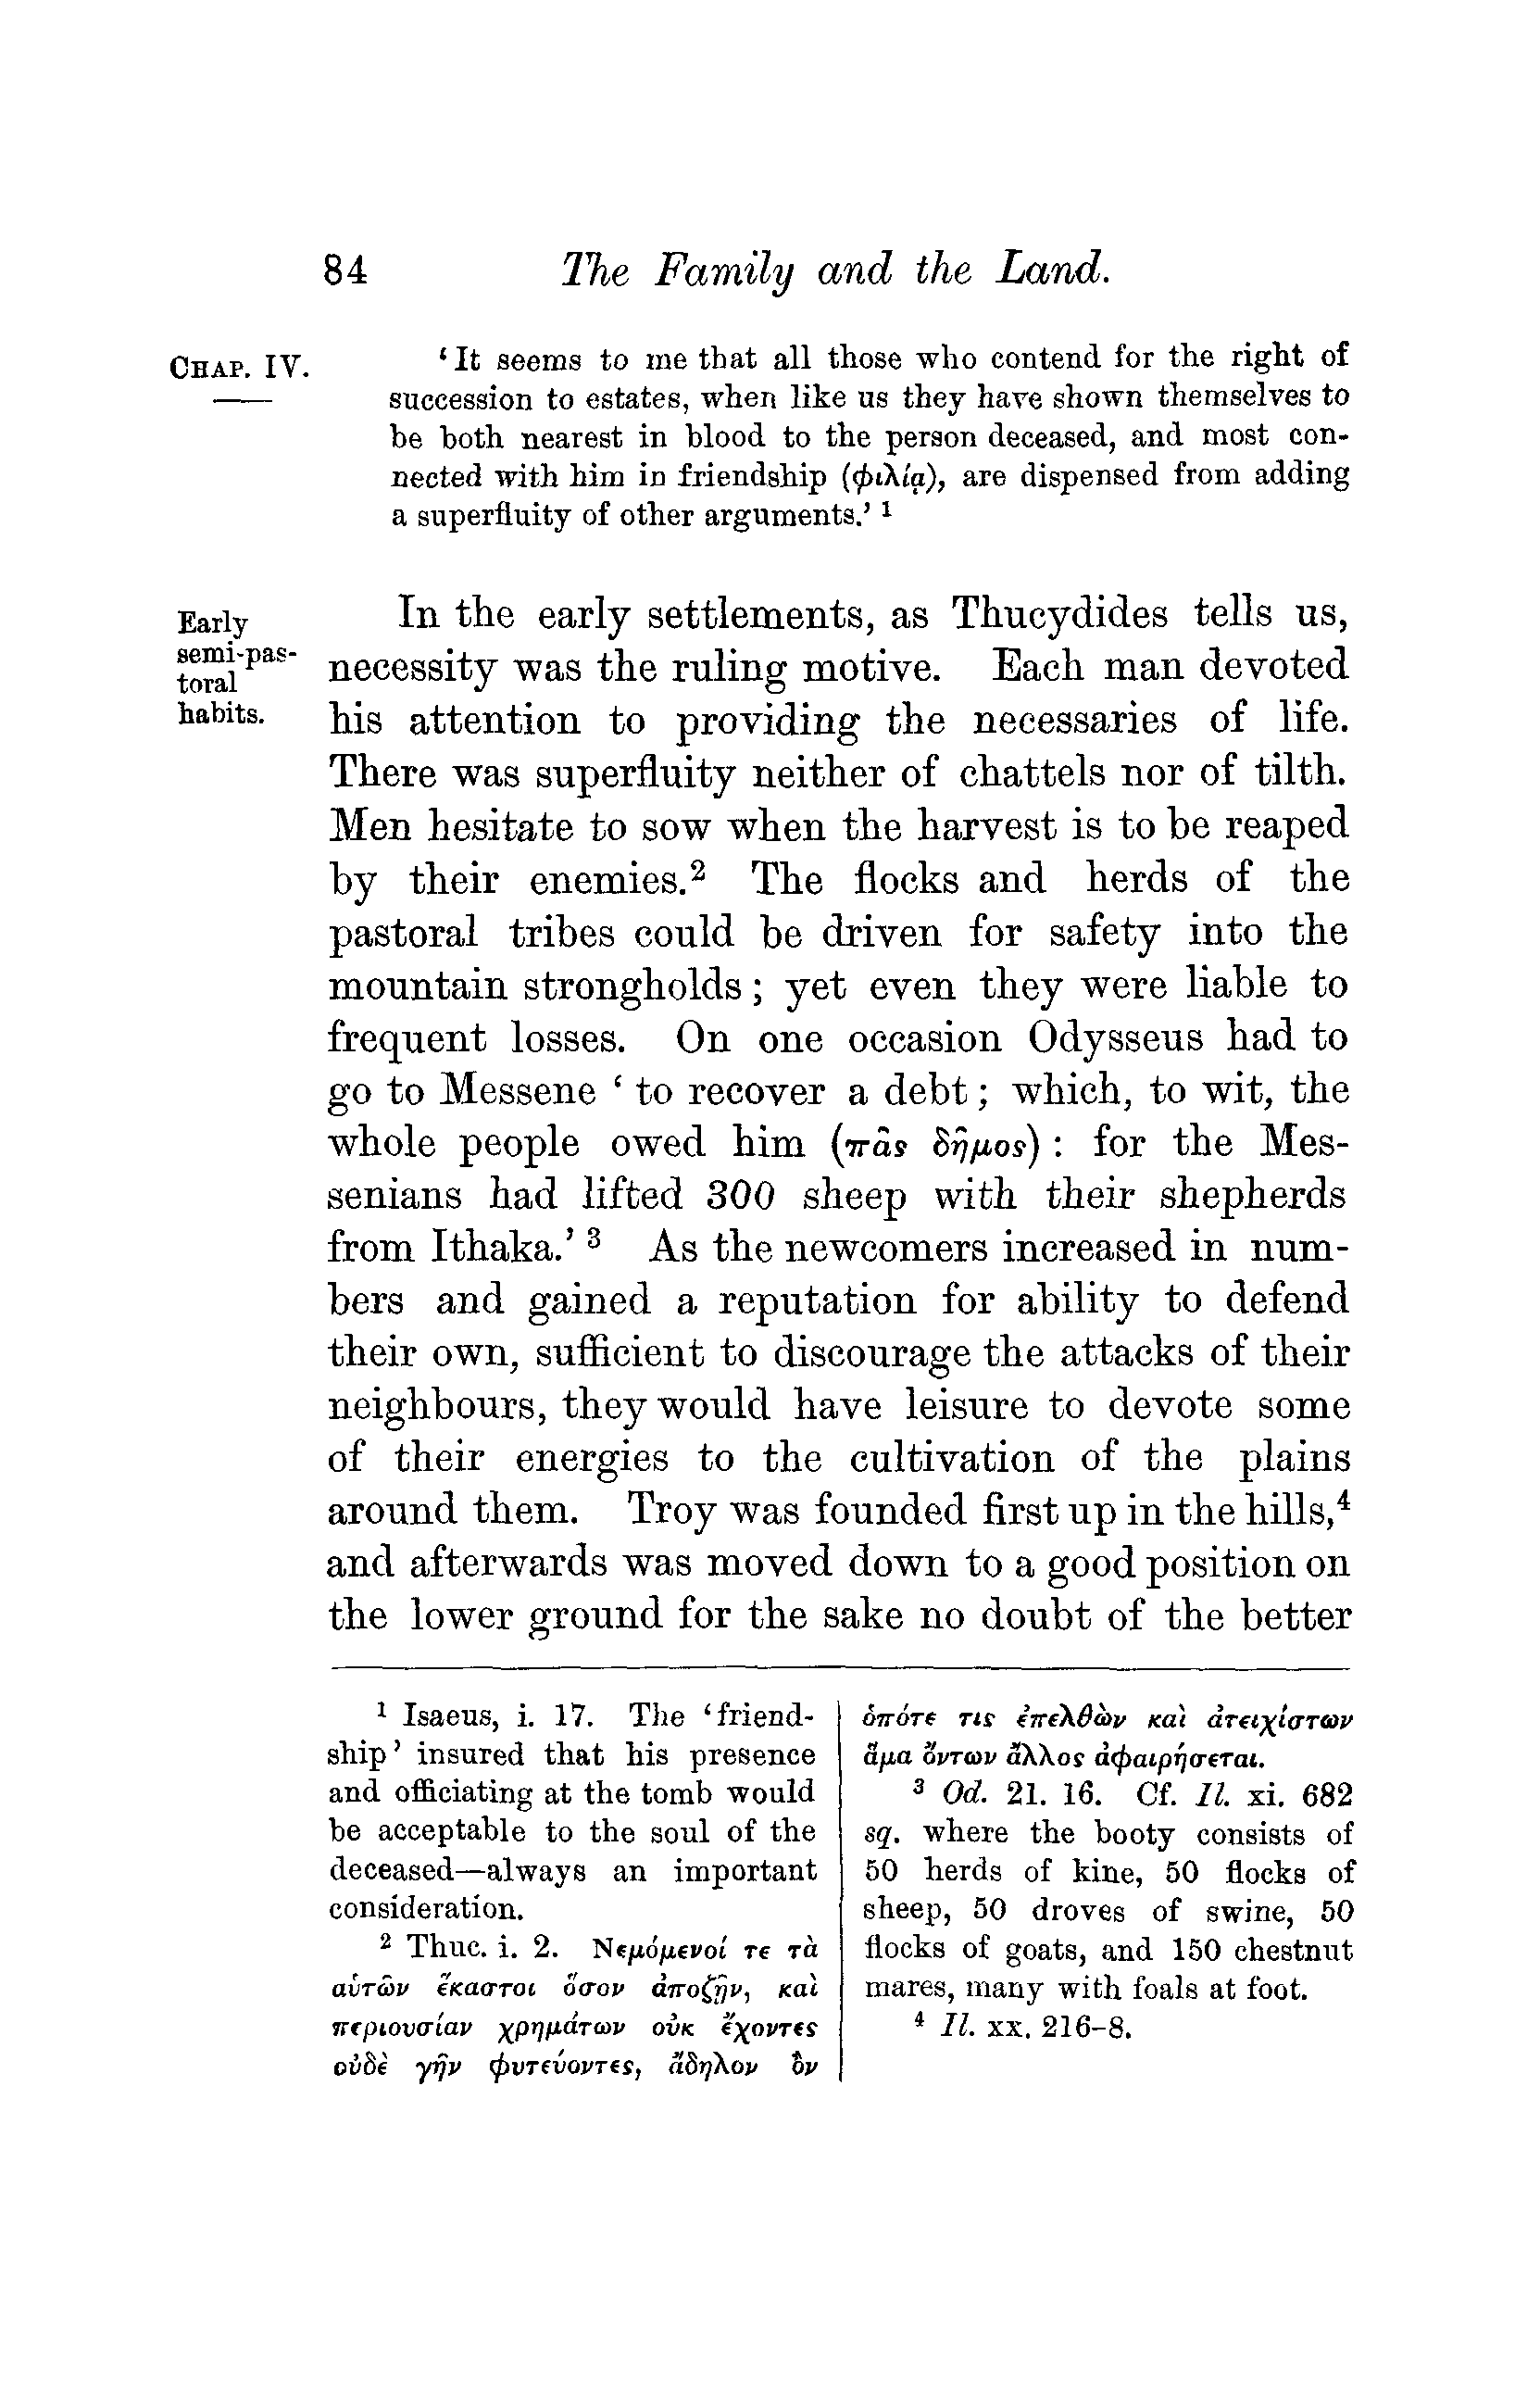 84 The Family and the Land.
CHAP. IV.
‘It seems to me that all those who contend for the right of
succession to estates, when like us they have shown themselves to
be both nearest in blood to the person deceased, and most con-
nected with him in friendship (φιλίᾳ), are dispensed from adding
a superfluity of other arguments.’ 1
Early
semi-pas-
toral
habits.
In the early settlements, as Thucydides tells us,
necessity was the ruling motive. Each man devoted
his attention to providing the necessaries of life.
There was superfluity neither of chattels nor of tilth.
Men hesitate to sow when the harvest is to be reaped
by their enemies.2 The flocks and herds of the
pastoral tribes could be driven for safety into the
mountain strongholds; yet even they were liable to
frequent losses. On one occasion Odysseus had to
go to Messene ‘to recover a debt; which, to wit, the
whole people owed him (πᾶς δῆμος): for the Mes-
senians had lifted 300 sheep with their shepherds
from Ithaka.’ 3 As the newcomers increased in num-
bers and gained a reputation for ability to defend
their own, sufficient to discourage the attacks of their
neighbours, they would have leisure to devote some
of their energies to the cultivation of the plains
around them. Troy was founded first up in the hills,4
and afterwards was moved down to a good position on
the lower ground for the sake no doubt of the better
1 Isaeus, i. 17. The ‘friend-
ship’ insured that his presence
and officiating at the tomb would
be acceptable to the soul of the
deceased—always an important
consideration.
2 Thuc. i. 2. Νεμόμενοί τε τὰ
αὑτῶν ἕκαστοι ὅσον ἀποζῆν, καὶ
περιουσίαν χρημάτων οὐκ ἔχοντες
οὐδὲ γῆν φυτεύοντες, ἄδηλον ὂν
ὁπότε τις ἐπελθὼν καὶ ἀτειχίστων
ἅμα ὄντων ἄλλος ἀφαιρήσεται.
3 Od. 21. 16. Cf. Il. xi. 682
sq. where the booty consists of
50 herds of kine, 50 flocks of
sheep, 50 droves of swine, 50
flocks of goats, and 150 chestnut
mares, many with foals at foot.
4 Il. xx. 216–8.